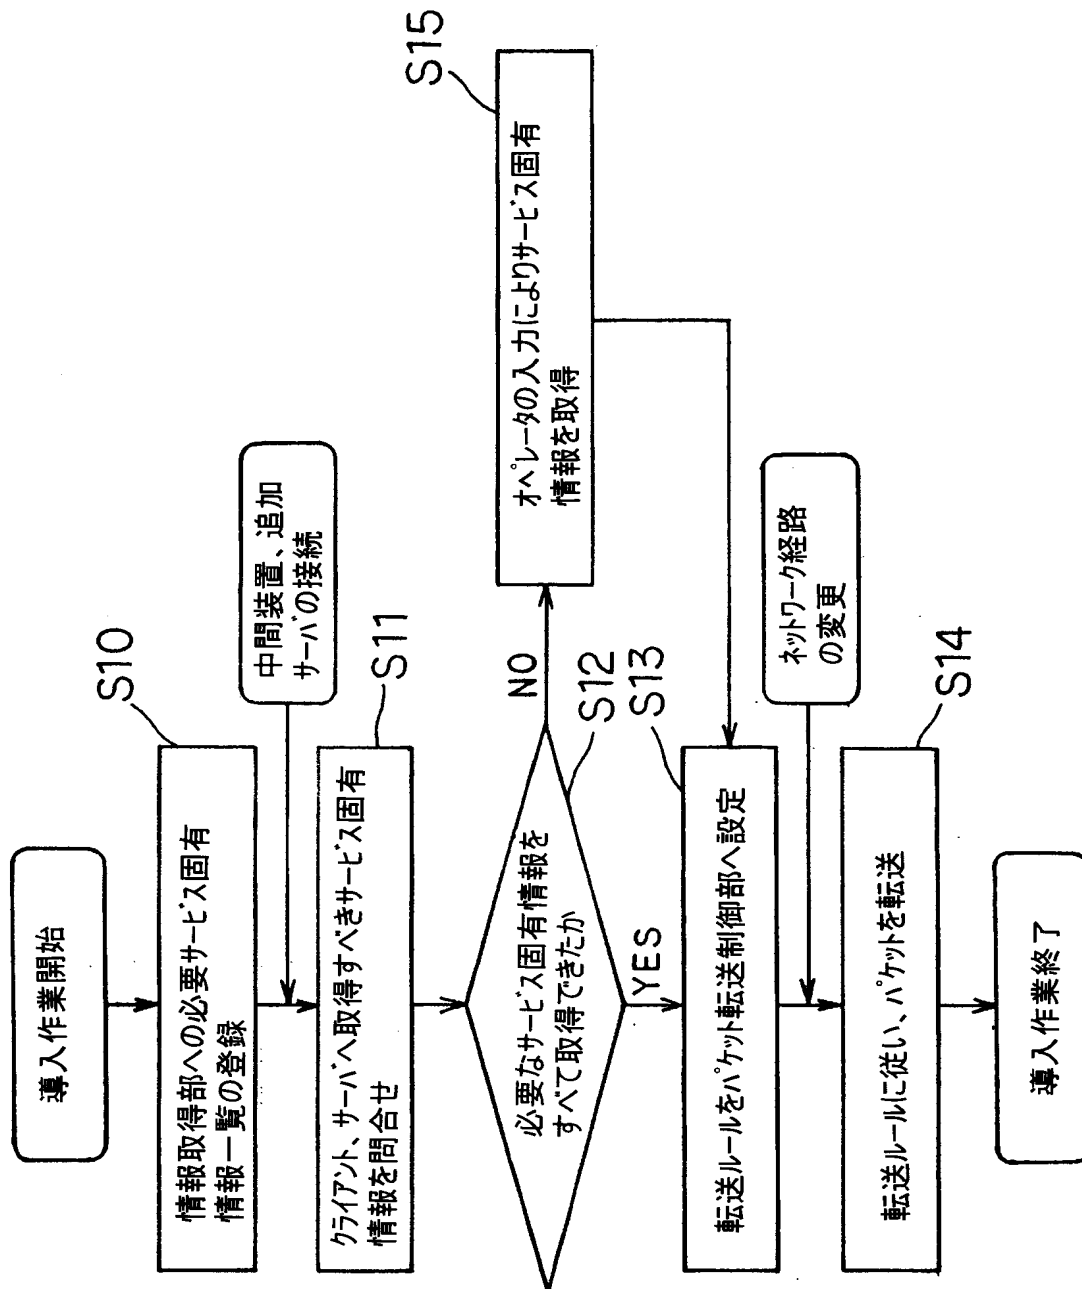 導入作業開始
S10
情報取得部への必要サービス固有
情報一覧の登録
中間装置、追加
サーバの接続
S11
クライアント、サーバへ取得すべきサービス固有
情報を問合せ
S12
必要なサービス固有情報を
すべて取得できたか
NO
YES
S15
オペレータの入力によりサービス固有
情報を取得
S13
転送ルールをパケット転送制御部へ設定
ネットワーク経路
の変更
S14
転送ルールに従い、パケットを転送
導入作業終了